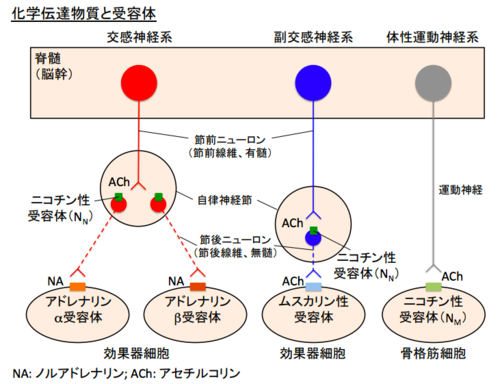 化学伝達物質と受容体
交感神経系
副交感神経系
体性運動神経系
脊髄
(脳幹)
節前ニューロン
(節前線維、有髄)
ACh
ニコチン性
受容体(NN)
自律神経節
ACh
運動神経
節後ニューロン
(節後線維、無髄)
ニコチン性
受容体(NN)
NA
NA
ACh
ACh
アドレナリン
α受容体
アドレナリン
β受容体
ムスカリン性
受容体
ニコチン性
受容体(NM)
効果器細胞
効果器細胞
骨格筋細胞
NA: ノルアドレナリン; ACh: アセチルコリン